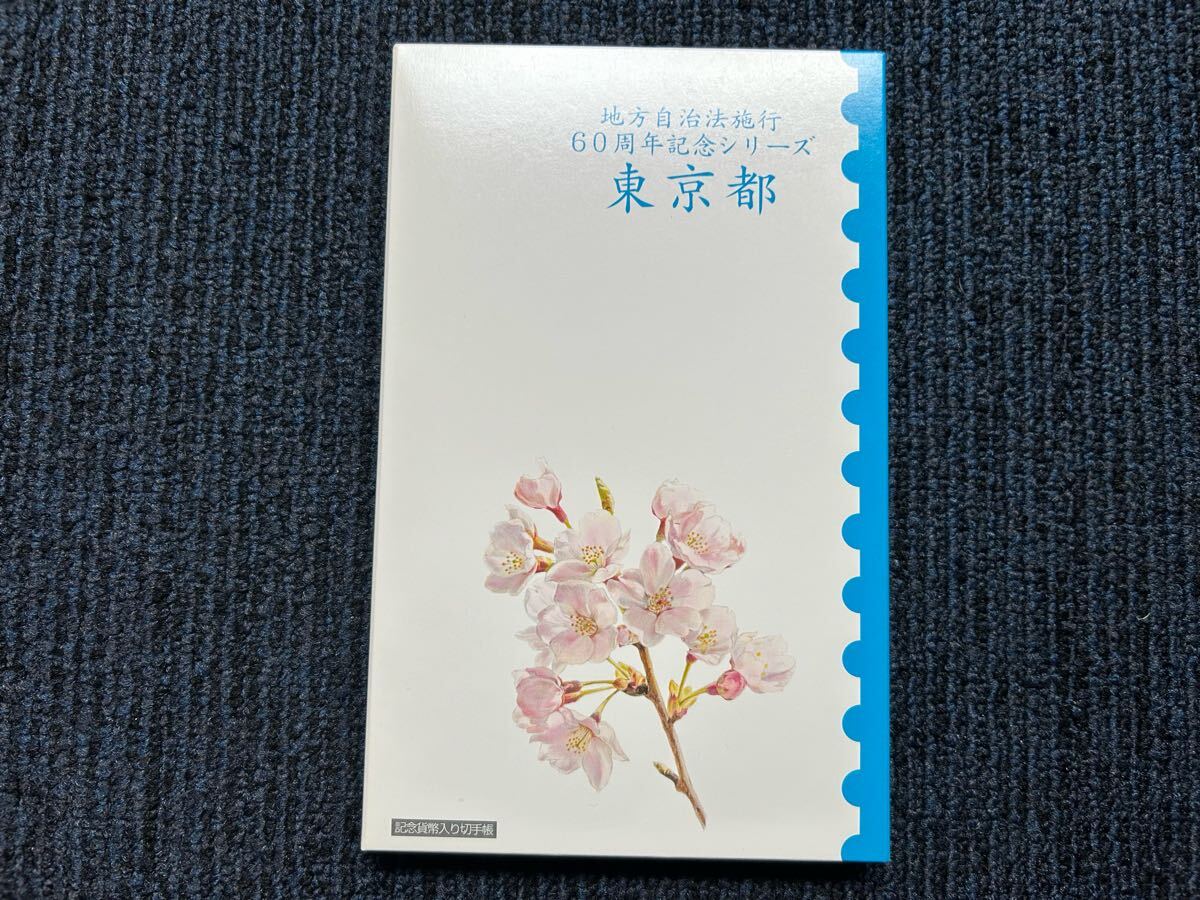 地方自治法施行
60周年記念シリーズ
東京都
記念貨幣入り切手帳